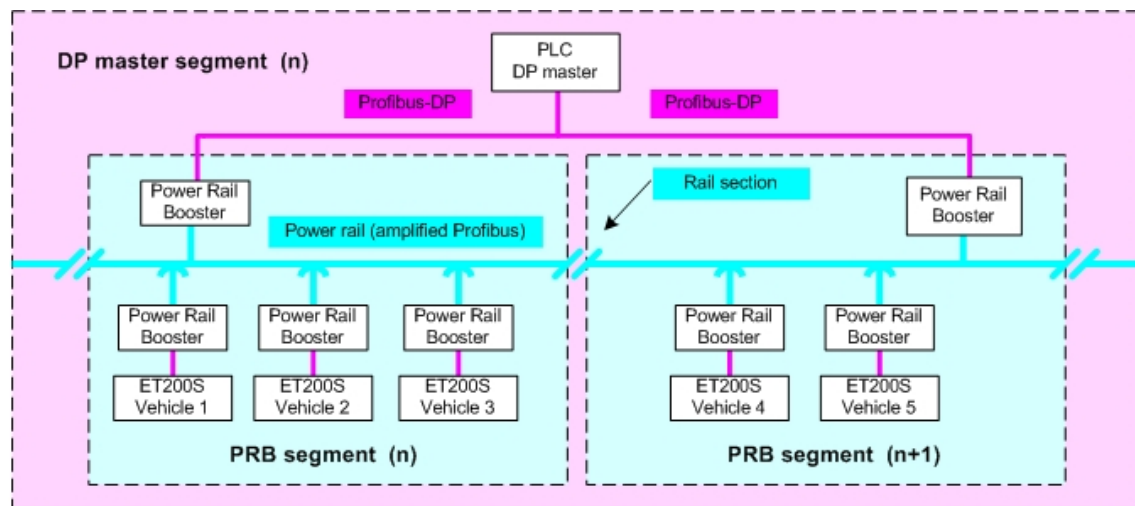 PLC
DP master
DP master segment (n)
Profibus-DP
Profibus-DP
Power Rail
Booster
Rail section
Power Rail
Booster
Power rail (amplified Profibus)
Power Rail
Booster
Power Rail
Booster
Power Rail
Booster
Power Rail
Booster
Power Rail
Booster
ET200S
Vehicle 1
ET200S
Vehicle 2
ET200S
Vehicle 3
ET200S
Vehicle 4
ET200S
Vehicle 5
PRB segment (n)
PRB segment (n+1)